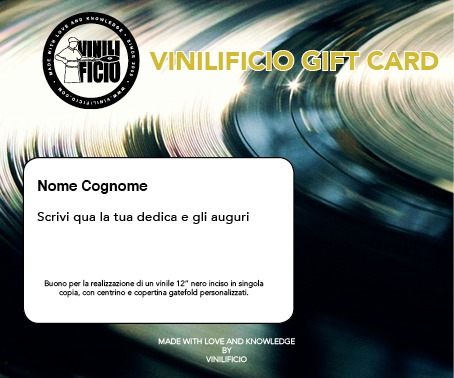 MADE WITH LOVE AND KNOWLEDGE • SINCE 2009 • WWW.VINILIFICIO.COM •
VINILI
FICIO
VINILIFICIO GIFT CARD
Nome Cognome
Scrivi qua la tua dedica e gli auguri
Buono per la realizzazione di un vinile 12” nero inciso in singola
copia, con centrino e copertina gatefold personalizzati.
MADE WITH LOVE AND KNOWLEDGE
BY
VINILIFICIO